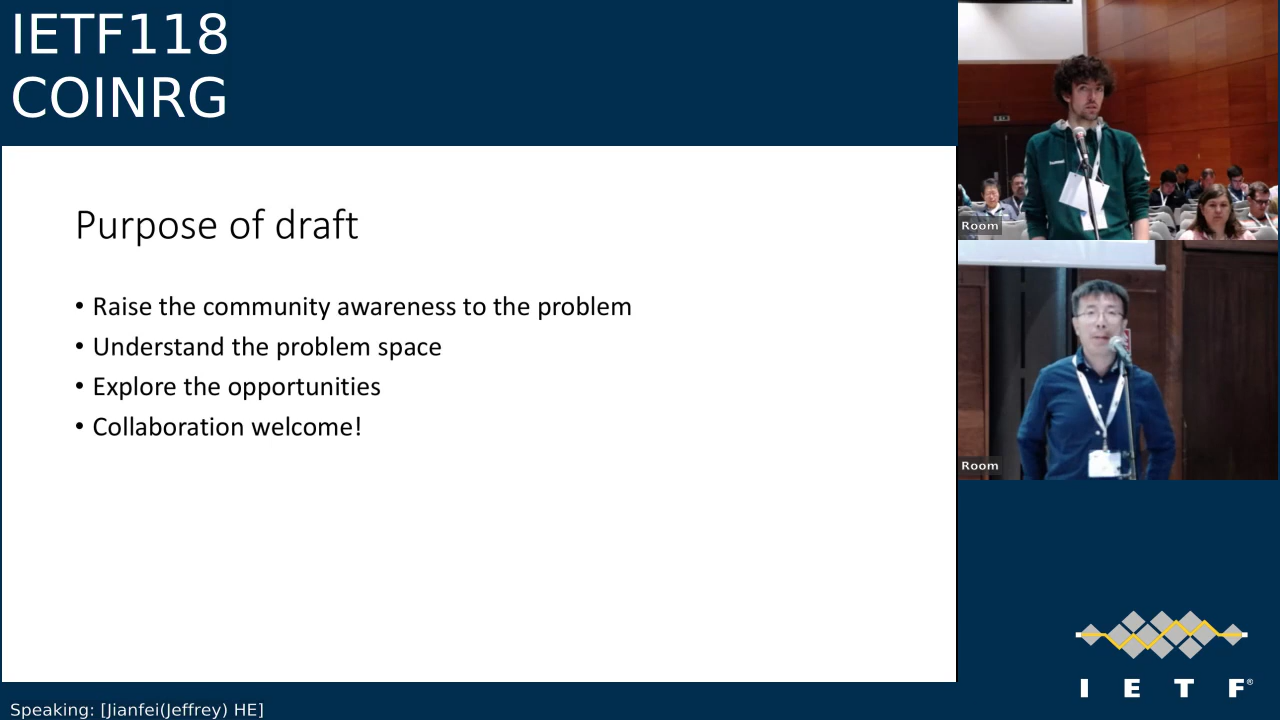 IETF118
COINRG
Purpose of draft
• Raise the community awareness to the problem
• Understand the problem space
• Explore the opportunities
• Collaboration welcome!
Room
Room
I E T F®
Speaking: [Jianfei(Jeffrey) HE]